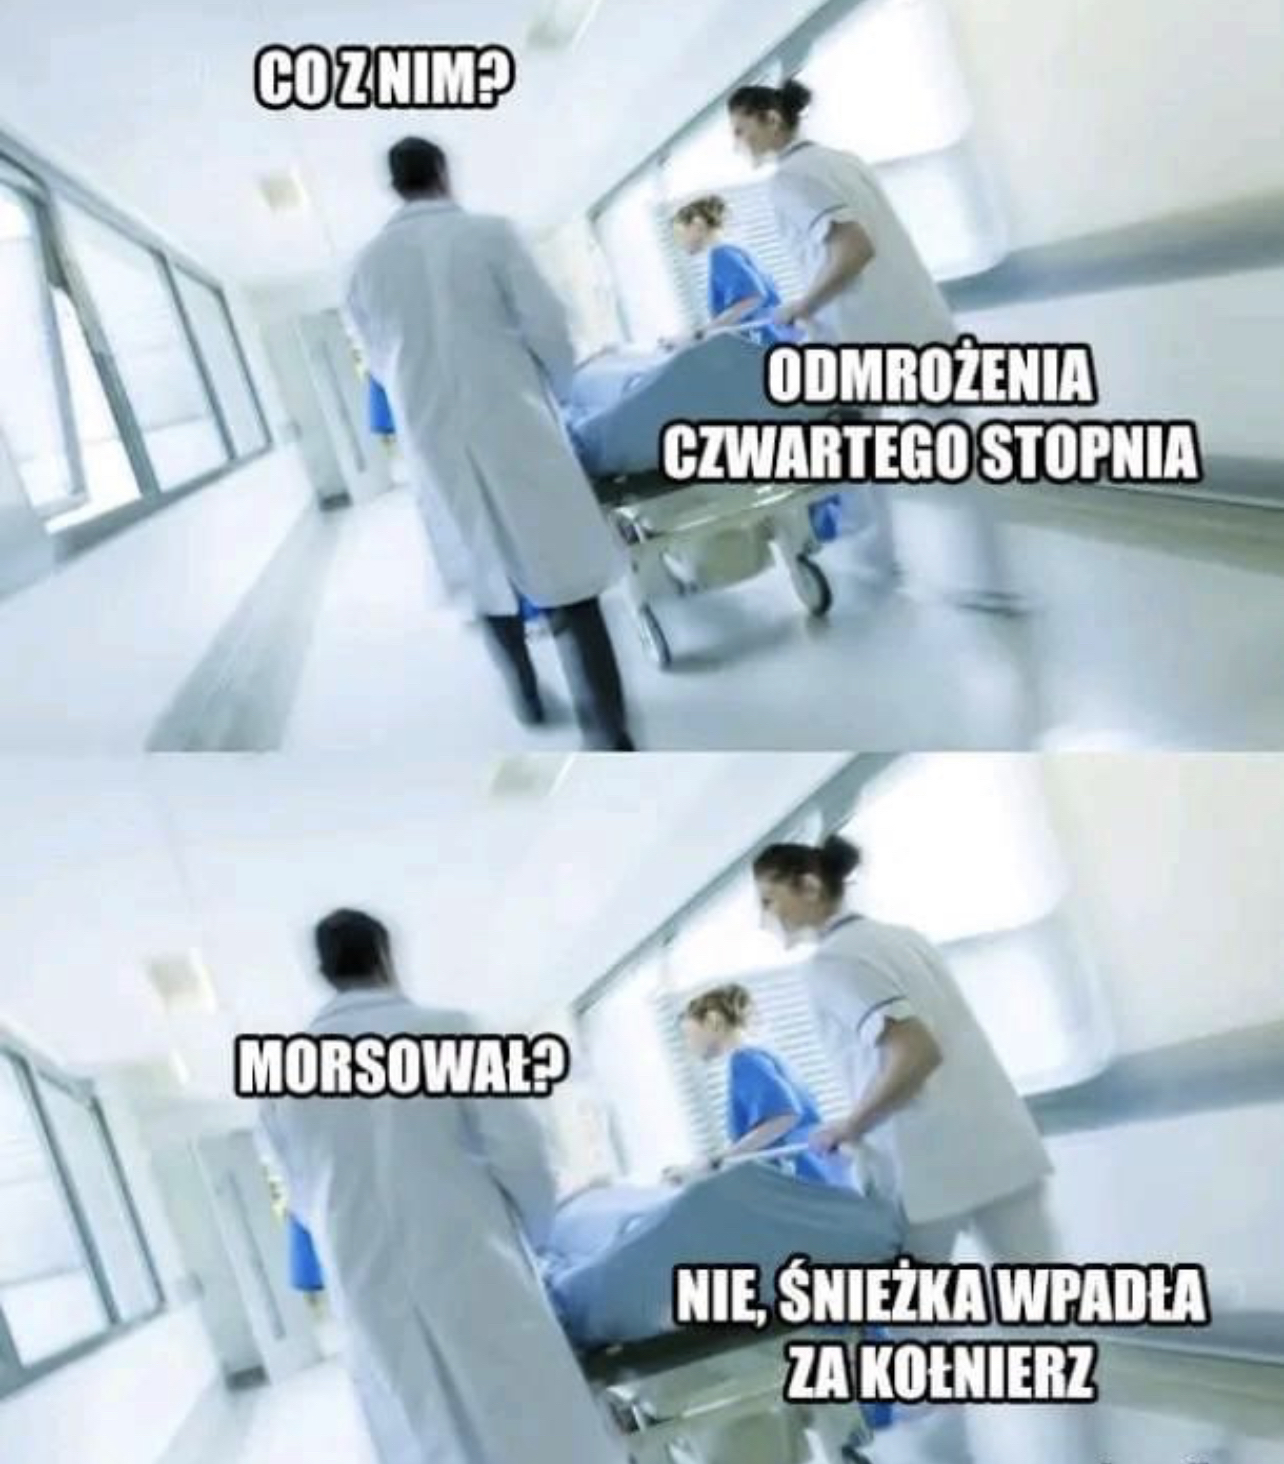 CO Z NIM?
ODMROŻENIA
CZWARTEGO STOPNIA
MORSOWAŁ?
NIE, ŚNIEŻKA WPADŁA
ZA KOŁNIERZ